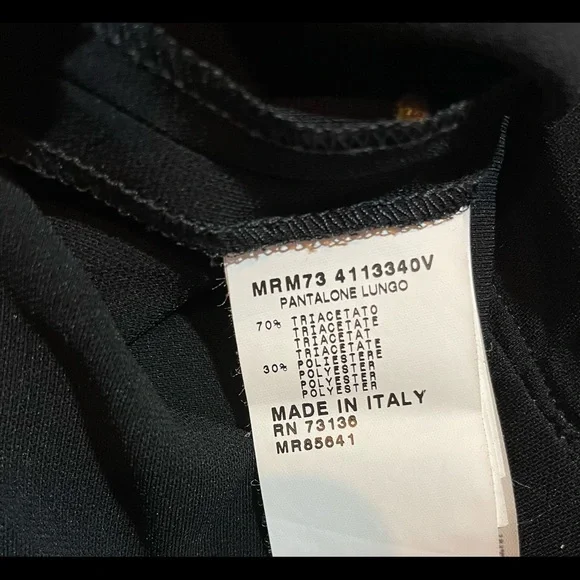 MRM73 4113340V
PANTALONE LUNGO
70% TRIACETATO
TRIACETATE
TRIACETAT
TRIACETATE
30% POLIESTERE
POLYESTER
POLYESTER
POLYESTER
MADE IN ITALY
RN 73136
MR85641